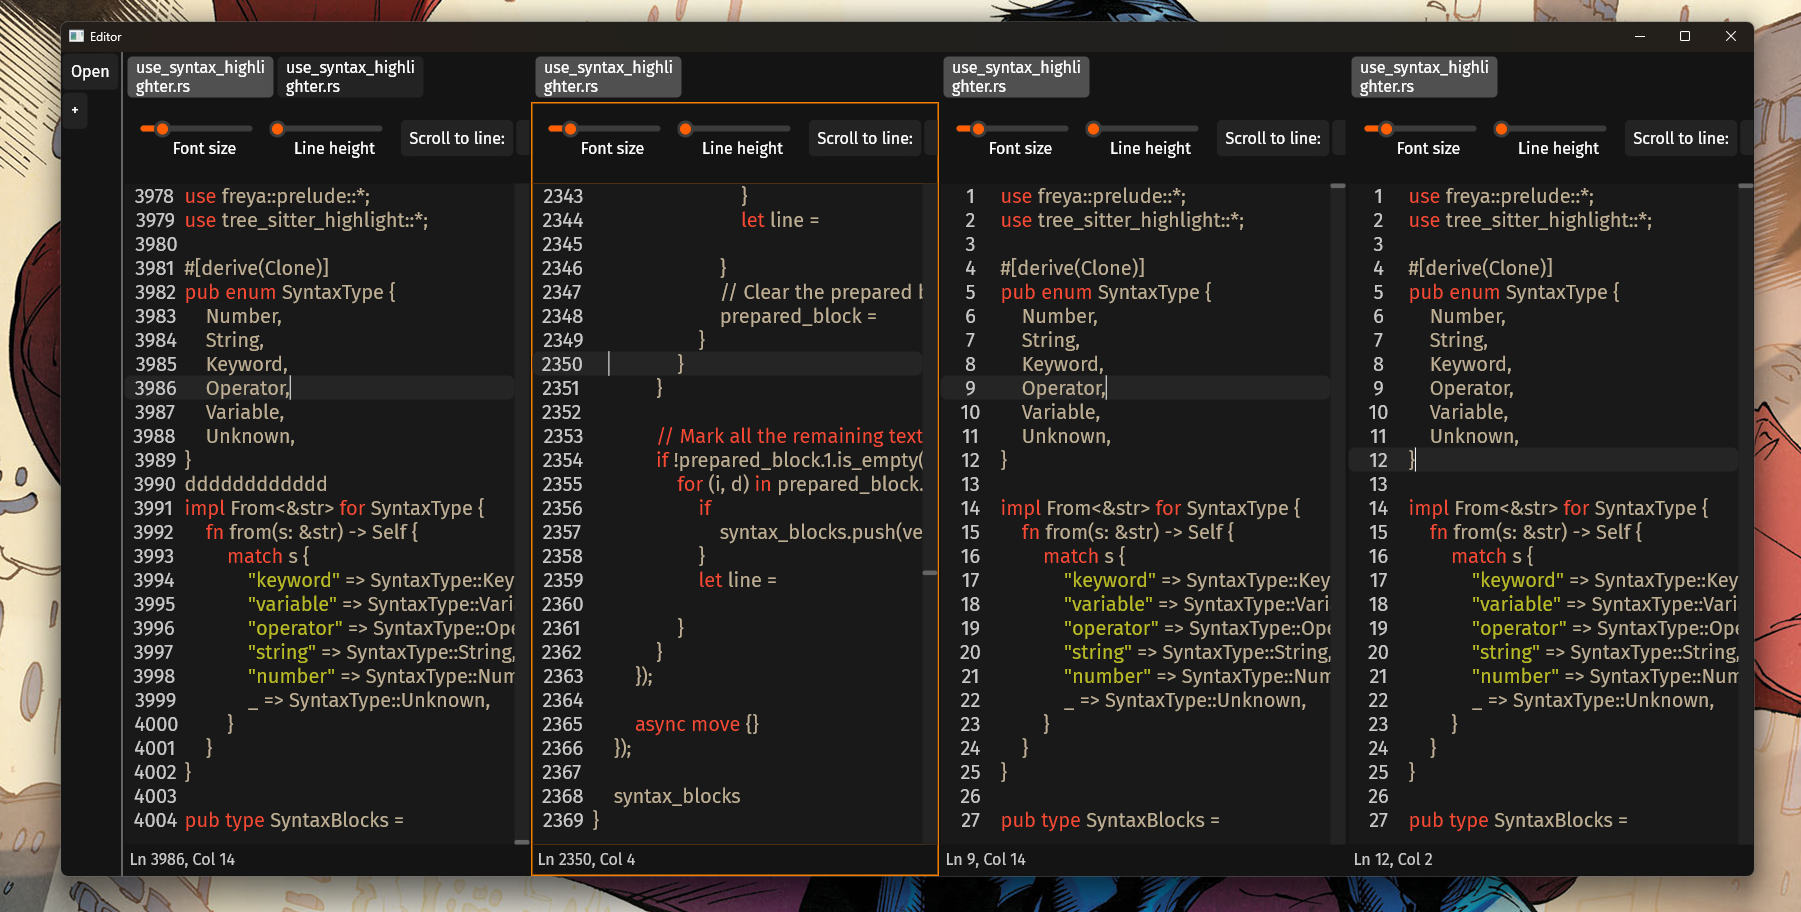 Editor
Open
+
use_syntax_highli
ghter.rs
use_syntax_highli
ghter.rs
Font size
Line height
Scroll to line:
3978 use freya::prelude::*;
3979 use tree_sitter_highlight::*;
3980
3981 #[derive(Clone)]
3982 pub enum SyntaxType {
3983 Number,
3984 String,
3985 Keyword,
3986 Operator,
3987 Variable,
3988 Unknown,
3989 }
3990 dddddddddddd
3991 impl From<&str> for SyntaxType {
3992 fn from(s: &str) -> Self {
3993 match s {
3994 "keyword" => SyntaxType::Key
3995 "variable" => SyntaxType::Vari
3996 "operator" => SyntaxType::Ope
3997 "string" => SyntaxType::String,
3998 "number" => SyntaxType::Num
3999 _ => SyntaxType::Unknown,
4000 }
4001 }
4002 }
4003
4004 pub type SyntaxBlocks =
Ln 3986, Col 14
use_syntax_highli
ghter.rs
Font size
Line height
Scroll to line:
2343 }
2344 let line =
2345
2346 }
2347 // Clear the prepared b
2348 prepared_block =
2349 }
2350 }
2351 }
2352
2353 // Mark all the remaining text
2354 if !prepared_block.1.is_empty(
2355 for (i, d) in prepared_block.
2356 if
2357 syntax_blocks.push(ve
2358 }
2359 let line =
2360
2361 }
2362 }
2363 });
2364
2365 async move {}
2366 });
2367
2368 syntax_blocks
2369 }
Ln 2350, Col 4
use_syntax_highli
ghter.rs
Font size
Line height
Scroll to line:
1 use freya::prelude::*;
2 use tree_sitter_highlight::*;
3
4 #[derive(Clone)]
5 pub enum SyntaxType {
6 Number,
7 String,
8 Keyword,
9 Operator,
10 Variable,
11 Unknown,
12 }
13
14 impl From<&str> for SyntaxType {
15 fn from(s: &str) -> Self {
16 match s {
17 "keyword" => SyntaxType::Key
18 "variable" => SyntaxType::Vari
19 "operator" => SyntaxType::Ope
20 "string" => SyntaxType::String,
21 "number" => SyntaxType::Num
22 _ => SyntaxType::Unknown,
23 }
24 }
25 }
26
27 pub type SyntaxBlocks =
Ln 9, Col 14
use_syntax_highli
ghter.rs
Font size
Line height
Scroll to line:
1 use freya::prelude::*;
2 use tree_sitter_highlight::*;
3
4 #[derive(Clone)]
5 pub enum SyntaxType {
6 Number,
7 String,
8 Keyword,
9 Operator,
10 Variable,
11 Unknown,
12 }
13
14 impl From<&str> for SyntaxType {
15 fn from(s: &str) -> Self {
16 match s {
17 "keyword" => SyntaxType::Key
18 "variable" => SyntaxType::Vari
19 "operator" => SyntaxType::Ope
20 "string" => SyntaxType::String,
21 "number" => SyntaxType::Num
22 _ => SyntaxType::Unknown,
23 }
24 }
25 }
26
27 pub type SyntaxBlocks =
Ln 12, Col 2